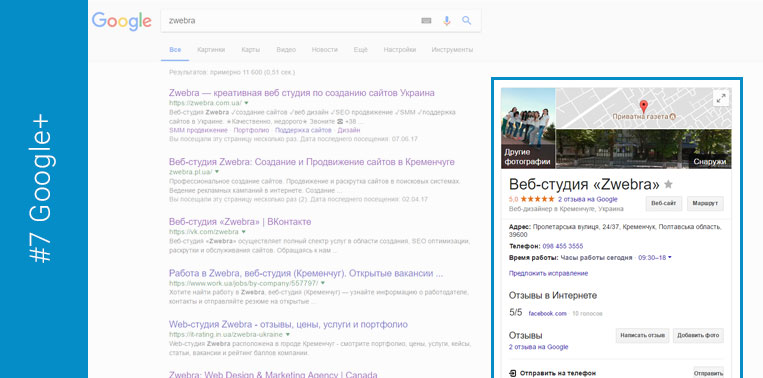 #7 Google+
Google
zwebra
Все Картинки Карты Видео Новости Ещё Настройки Инструменты
Результатов: примерно 11 600 (0,51 сек.)
Zwebra — креативная веб студия по созданию сайтов Украина
https://zwebra.com.ua/
Веб-студия Zwebra ✓создание сайтов ✓веб дизайн ✓SEO продвижение ✓SMM ✓поддержка
сайтов в Украине. ★Качественно, недорого★ Звоните ☎ +38 ...
SMM продвижение · Портфолио · Поддержка сайтов · Дизайн
Вы посещали эту страницу несколько раз. Дата последнего посещения: 07.06.17
Веб-студия Zwebra: Создание и Продвижение сайтов в Кременчуге
zwebra.pl.ua/
Профессиональное создание сайтов. Продвижение и раскрутка сайтов в поисковых системах.
Ведение рекламных кампаний в интернете. Создание ...
Вы посещали эту страницу несколько раз (2). Дата последнего посещения: 02.04.17
Веб-студия «Zwebra» | ВКонтакте
https://vk.com/zwebra
Веб-студия «Zwebra» осуществляет полный спектр услуг в области создания, SEO оптимизации,
раскрутки и обслуживания сайтов. Обращаясь к нам ...
Работа в Zwebra, веб-студия (Кременчуг). Открытые вакансии ...
https://www.work.ua/jobs/by-company/557797/
Хотите найти работу в Zwebra, веб-студия (Кременчуг) — узнайте информацию о работодателе,
контакты и отправляйте резюме на открытые ...
Web-студия Zwebra - отзывы, цены, услуги и портфолио
https://it-rating.in.ua/zwebra-ukraine
Web-студия Zwebra расположена в городе Кременчуг - смотрите портфолио, цены, услуги, кейсы,
статьи, вакансии и рейтинг баллов компании.
Zwebra: Web Design & Marketing Agency | Canada
Приватна газета
Другие
фотографии
Снаружи
Веб-студия «Zwebra»
5,0 ★★★★★ 2 отзыва на Google
Веб-дизайнер в Кременчуге, Украина
Веб-сайт Маршрут
Адрес: Пролетарська вулиця, 24/37, Кременчук, Полтавська область,
39600
Телефон: 098 455 3555
Время работы: Часы работы сегодня · 09:30–18
Предложить исправление
Отзывы в Интернете
5/5 facebook.com · 10 голосов
Отзывы
Написать отзыв Добавить фото
2 отзыва на Google
Отправить на телефон Отправить